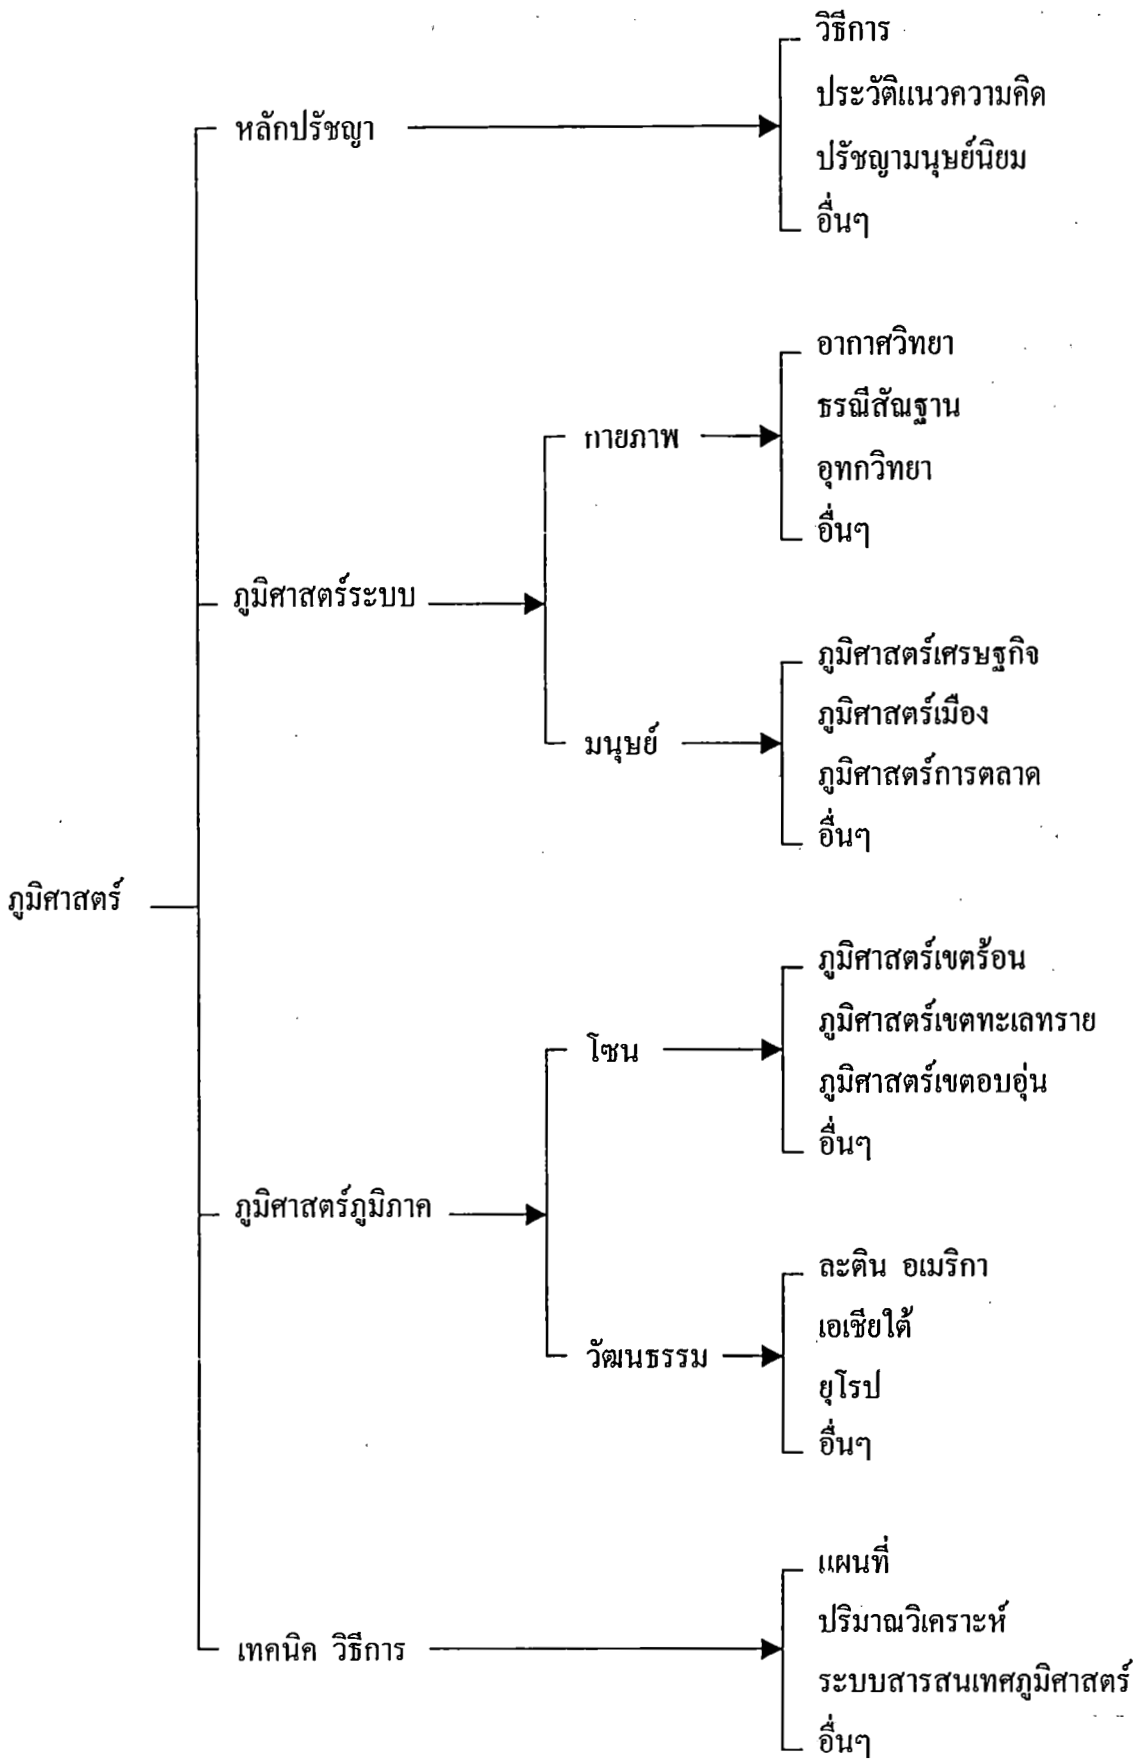 วิธีการ
ประวัติแนวความคิด
หลักปรัชญา
ปรัชญามนุษย์นิยม
อื่นๆ
อากาศวิทยา
ธรณีสัณฐาน
กายภาพ
อุทกวิทยา
อื่นๆ
ภูมิศาสตร์ระบบ
ภูมิศาสตร์เศรษฐกิจ
ภูมิศาสตร์เมือง
มนุษย์
ภูมิศาสตร์การตลาด
อื่นๆ
ภูมิศาสตร์
ภูมิศาสตร์เขตร้อน
ภูมิศาสตร์เขตทะเลทราย
โซน
ภูมิศาสตร์เขตอบอุ่น
อื่นๆ
ภูมิศาสตร์ภูมิภาค
ละติน อเมริกา
เอเชียใต้
วัฒนธรรม
ยุโรป
อื่นๆ
แผนที่
ปริมาณวิเคราะห์
เทคนิค วิธีการ
ระบบสารสนเทศภูมิศาสตร์
อื่นๆ